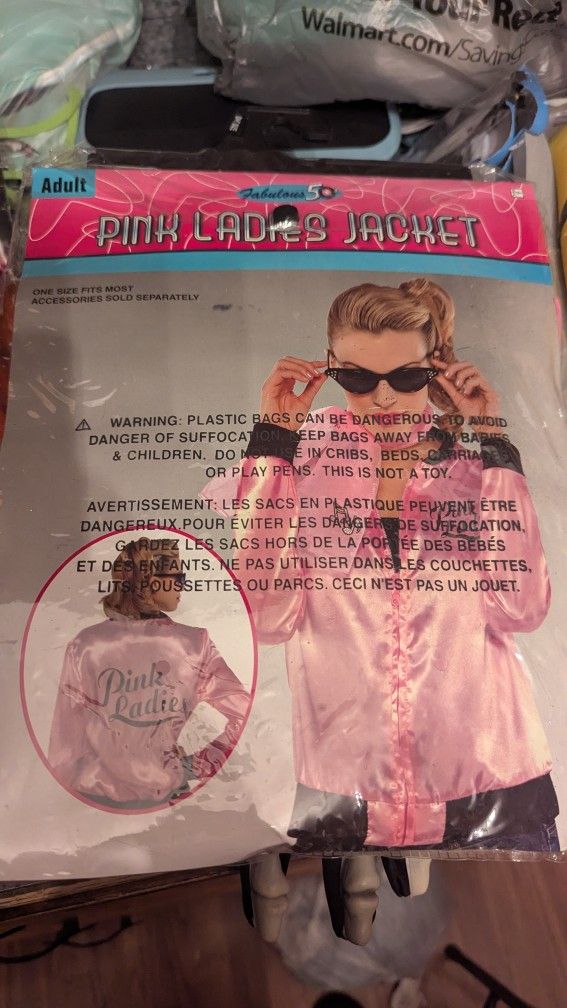 Your Rec
Walmart.com/Saving
Adult
Fabulous 50
PINK LADIES JACKET
ONE SIZE FITS MOST
ACCESSORIES SOLD SEPARATELY
⚠ WARNING: PLASTIC BAGS CAN BE DANGEROUS, TO AVOID
DANGER OF SUFFOCATION, KEEP BAGS AWAY FROM BABIES
& CHILDREN. DO NOT USE IN CRIBS, BEDS, CARRIAGES
OR PLAY PENS. THIS IS NOT A TOY.
AVERTISSEMENT: LES SACS EN PLASTIQUE PEUVENT ÊTRE
DANGEREUX,POUR ÉVITER LES DANGERS DE SUFFOCATION,
GARDEZ LES SACS HORS DE LA PORTÉE DES BÉBÉS
ET DES ENFANTS. NE PAS UTILISER DANS LES COUCHETTES,
LITS, POUSSETTES OU PARCS. CECI N'EST PAS UN JOUET.
Pink
Ladies